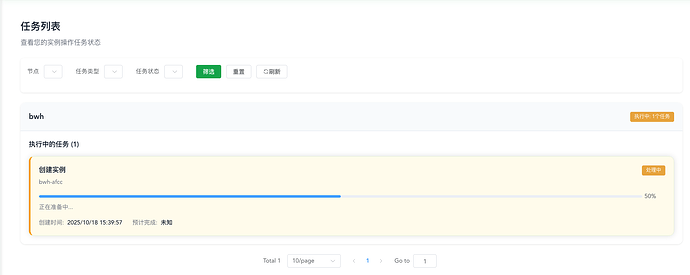 任务列表
查看您的实例操作任务状态
节点 任务类型 任务状态 筛选 重置 刷新
bwh 执行中: 1个任务
执行中的任务 (1)
创建实例 处理中
bwh-afcc
50%
正在准备中...
创建时间: 2025/10/18 15:39:57 预计完成: 未知
Total 1 10/page 1 Go to 1